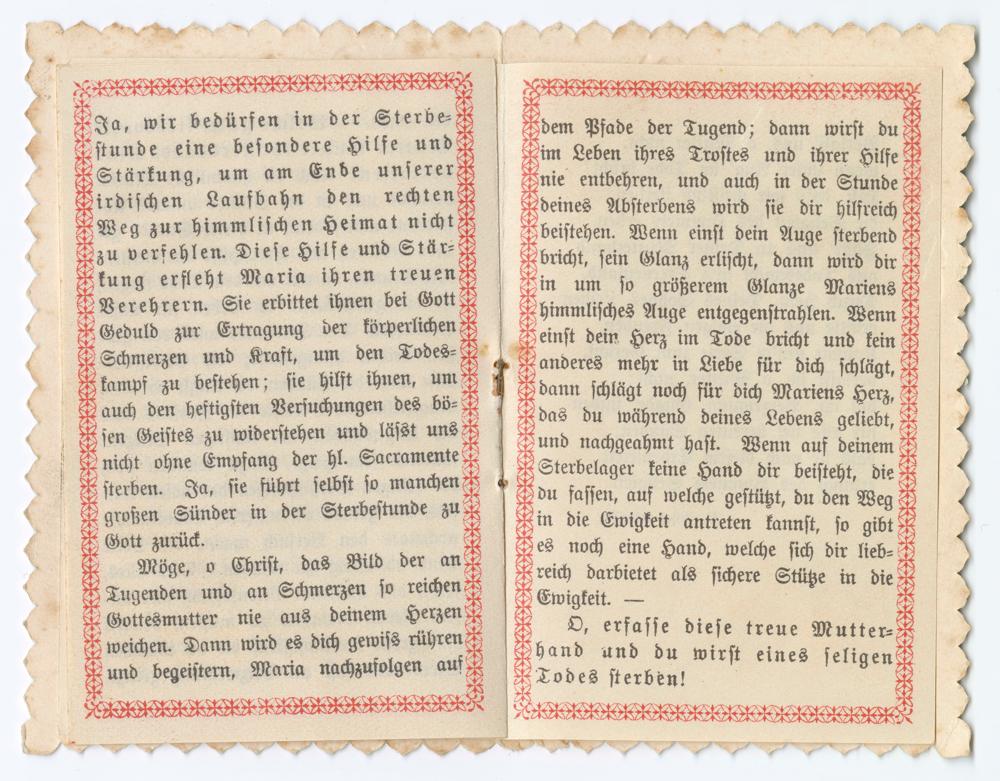 Ja, wir bedürfen in der Sterbe=
stunde eine besondere Hilfe und
Stärkung, um am Ende unserer
irdischen Laufbahn den rechten
Weg zur himmlischen Heimat nicht
zu verfehlen. Diese Hilfe und Stär=
kung erfleht Maria ihren treuen
Verehrern. Sie erbittet ihnen bei Gott
Geduld zur Ertragung der körperlichen
Schmerzen und Kraft, um den Todes=
kampf zu bestehen; sie hilft ihnen, um
auch den heftigsten Versuchungen des bö=
sen Geistes zu widerstehen und lässt uns
nicht ohne Empfang der hl. Sacramente
sterben. Ja, sie führt selbst so manchen
großen Sünder in der Sterbestunde zu
Gott zurück.
Möge, o Christ, das Bild der an
Tugenden und an Schmerzen so reichen
Gottesmutter nie aus deinem Herzen
weichen. Dann wird es dich gewiss rühren
und begeistern, Maria nachzufolgen auf
dem Pfade der Tugend; dann wirst du
im Leben ihres Trostes und ihrer Hilfe
nie entbehren, und auch in der Stunde
deines Absterbens wird sie dir hilfreich
beistehen. Wenn einst dein Auge sterbend
bricht, sein Glanz erlischt, dann wird dir
in um so größerem Glanze Mariens
himmlisches Auge entgegenstrahlen. Wenn
einst dein Herz im Tode bricht und kein
anderes mehr in Liebe für dich schlägt,
dann schlägt noch für dich Mariens Herz,
das du während deines Lebens geliebt,
und nachgeahmt hast. Wenn auf deinem
Sterbelager keine Hand dir beisteht, die
du fassen, auf welche gestützt, du den Weg
in die Ewigkeit antreten kannst, so gibt
es noch eine Hand, welche sich dir lieb=
reich darbietet als sichere Stütze in die
Ewigkeit. —
O, erfasse diese treue Mutter=
hand und du wirst eines seligen
Todes sterben!